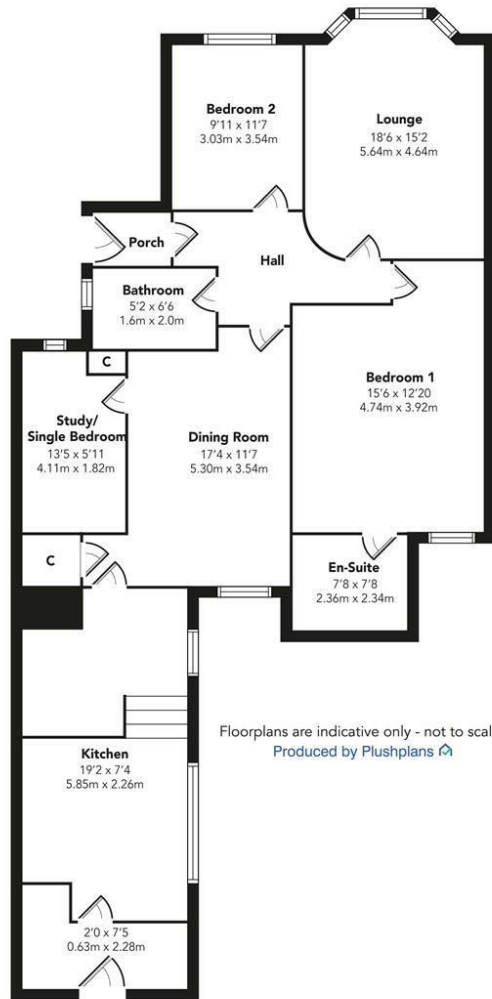 Bedroom 2
9'11 x 11'7
3.03m x 3.54m
Lounge
18'6 x 15'2
5.64m x 4.64m
Porch
Hall
Bathroom
5'2 x 6'6
1.6m x 2.0m
C
Bedroom 1
15'6 x 12'20
4.74m x 3.92m
Study/
Single Bedroom
13'5 x 5'11
4.11m x 1.82m
Dining Room
17'4 x 11'7
5.30m x 3.54m
C
En-Suite
7'8 x 7'8
2.36m x 2.34m
Floorplans are indicative only - not to scal
Produced by Plushplans
Kitchen
19'2 x 7'4
5.85m x 2.26m
2'0 x 7'5
0.63m x 2.28m